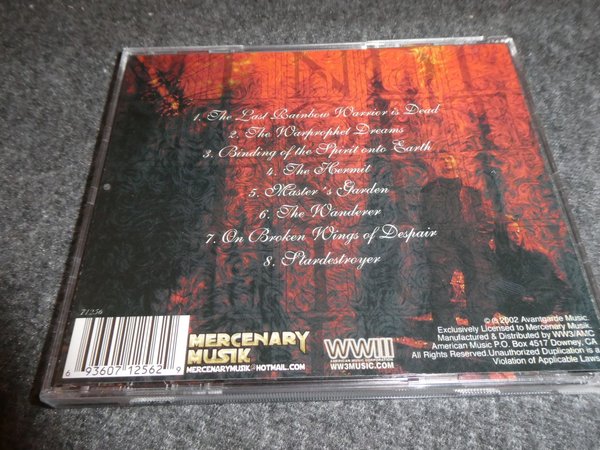 1. The Last Rainbow Warrior is Dead
2. The Warprophet Dreams
3. Binding of the Spirit onto Earth
4. The Hermit
5. Master's Garden
6. The Wanderer
7. On Broken Wings of Despair
8. Stardestroyer
71256
6 93607 12562 9
MERCENARY
MUSIK
MERCENARYMUSIK@HOTMAIL.COM
WWIII
AMERICAN MUSIC CORPORATION
WW3MUSIC.COM
© ℗ 2002 Avantgarde Music
Exclusively Licensed to Mercenary Musik
Manufactured & Distributed by WW3/AMC
American Music P.O. Box 4517 Downey, CA
All Rights Reserved.Unauthorized Duplication is a
Violation of Applicable Laws